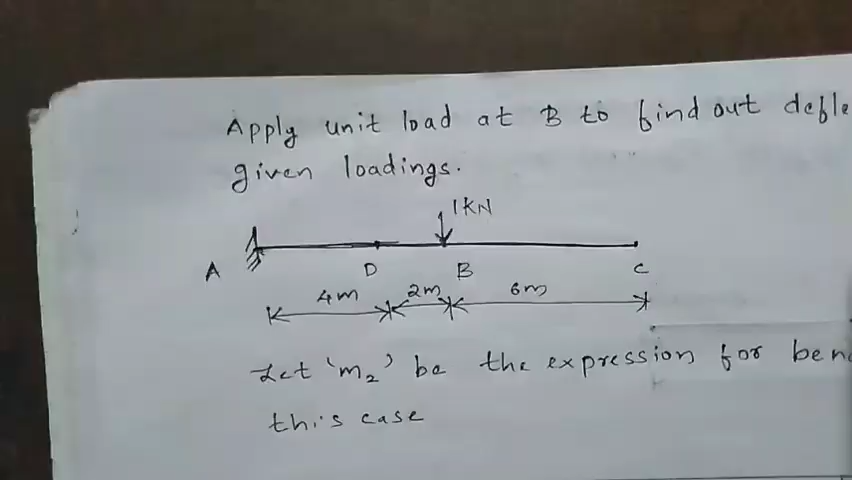 Apply unit load at B to find out defle
given loadings.
1KN
A D B C
4m 2m 6m
Let 'm₂' be the expression for ben
this case